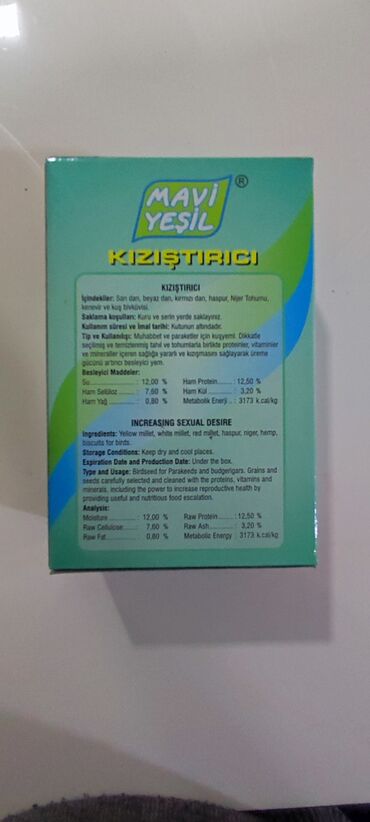 MAVİ
YEŞİL
®
KIZIŞTIRICI
KIZIŞTIRICI
İçindekiler: Sarı darı, beyaz darı, kırmızı darı, haspur, Nijer Tohumu,
kenevir ve kuş bivküvisi.
Saklama koşulları: Kuru ve serin yerde saklayınız.
Kullanım süresi ve İmal tarihi: Kutunun altındadır.
Tip ve Kullanılışı: Muhabbet ve paraketler için kuşyemi. Dikkatle
seçilmiş ve temizlenmiş tahıl ve tohumlarla birlikte proteinler, vitaminler
ve mineraller içeren sağlığa yararlı ve kızışmasını sağlayarak üreme
gücünü artırıcı besleyici yem.
Besleyici Maddeler:
Su : 12,00 % Ham Protein : 12,50 %
Ham Selüloz : 7,60 % Ham Kül : 3,20 %
Ham Yağ : 0,80 % Metabolik Enerji : 3173 k.cal/kg
INCREASING SEXUAL DESIRE
Ingredients: Yellow millet, white millet, red millet, haspur, niger, hemp,
biscuits for birds.
Storage Conditions: Keep dry and cool places.
Expiration Date and Production Date: Under the box.
Type and Usage: Birdseed for Parakeeds and budgerigars. Grains and
seeds carefully selected and cleaned with the proteins, vitamins and
minerals, including the power to increase reproductive health by
providing useful and nutritious food escalation.
Analysis:
Moisture : 12,00 % Raw Protein : 12,50 %
Raw Cellulose : 7,60 % Raw Ash : 3,20 %
Raw Fat : 0,80 % Metabolic Energy : 3173 k.cal/kg